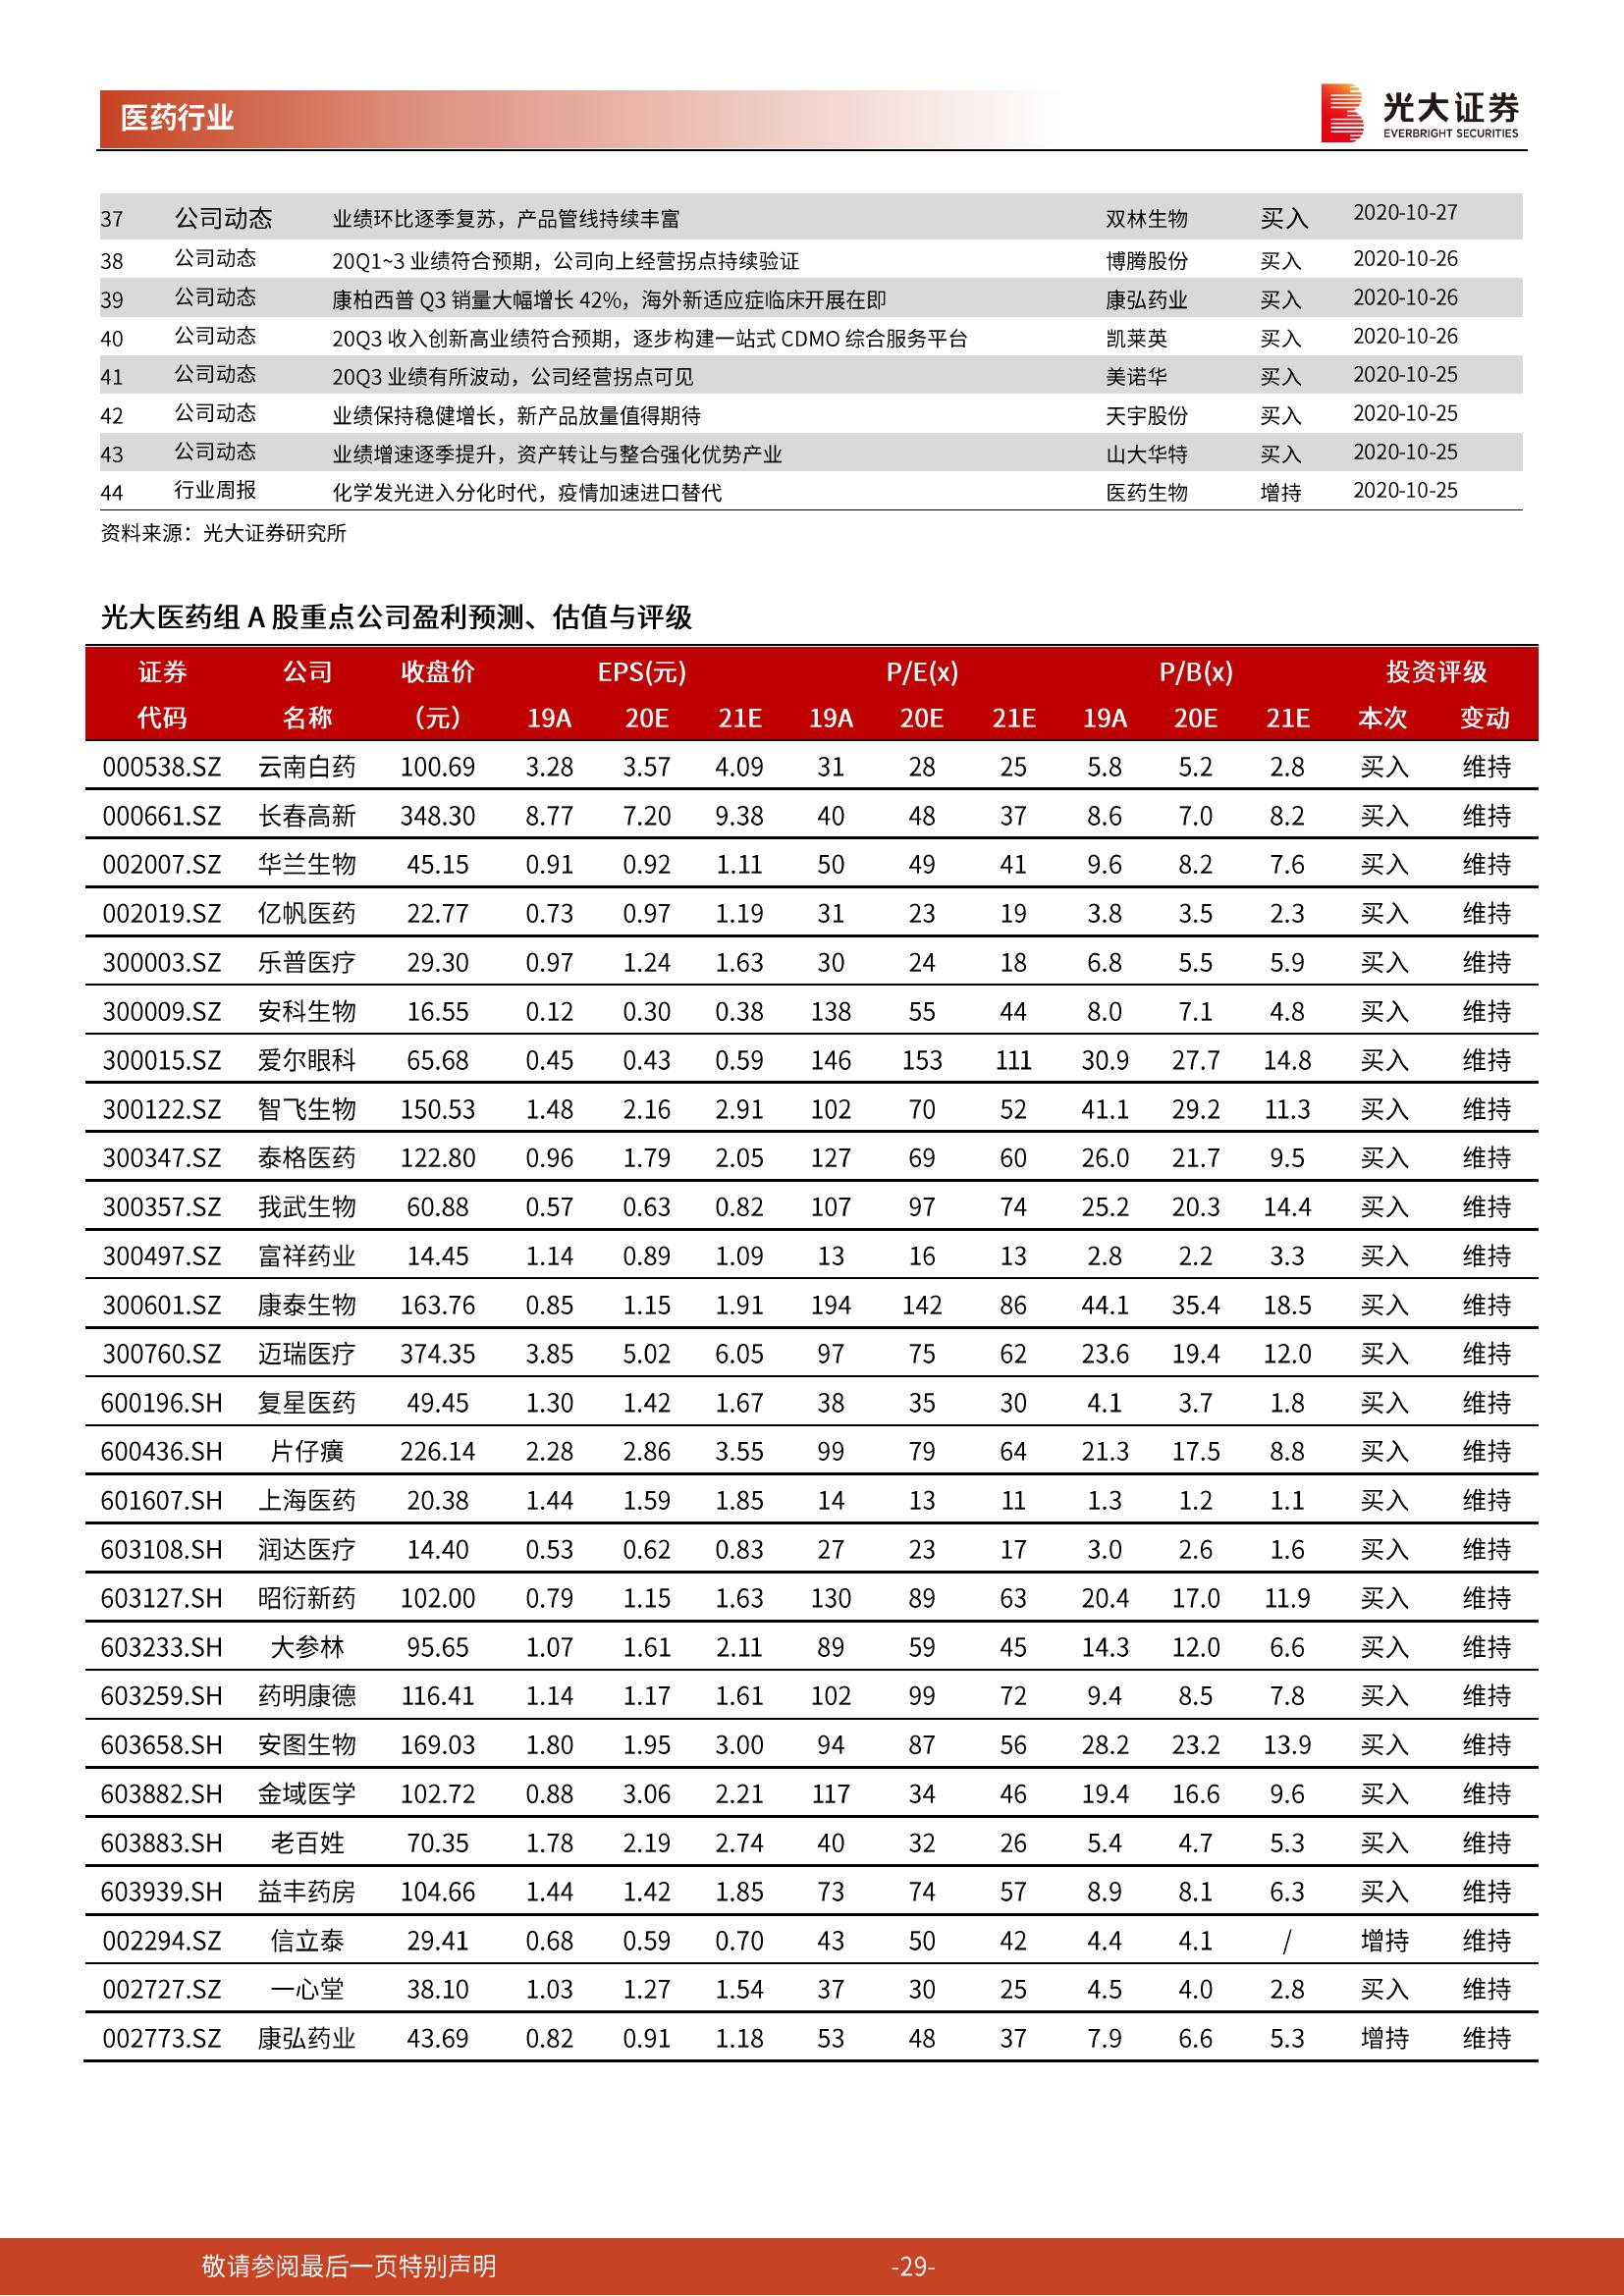 医药行业
光大证券
EVERBRIGHT SECURITIES
37 公司动态 业绩环比逐季复苏，产品管线持续丰富 双林生物 买入 2020-10-27
38 公司动态 20Q1~3 业绩符合预期，公司向上经营拐点持续验证 博腾股份 买入 2020-10-26
39 公司动态 康柏西普 Q3 销量大幅增长 42%，海外新适应症临床开展在即 康弘药业 买入 2020-10-26
40 公司动态 20Q3 收入创新高业绩符合预期，逐步构建一站式 CDMO 综合服务平台 凯莱英 买入 2020-10-26
41 公司动态 20Q3 业绩有所波动，公司经营拐点可见 美诺华 买入 2020-10-25
42 公司动态 业绩保持稳健增长，新产品放量值得期待 天宇股份 买入 2020-10-25
43 公司动态 业绩增速逐季提升，资产转让与整合强化优势产业 山大华特 买入 2020-10-25
44 行业周报 化学发光进入分化时代，疫情加速进口替代 医药生物 增持 2020-10-25
资料来源：光大证券研究所
光大医药组 A 股重点公司盈利预测、估值与评级
证券 公司 收盘价 EPS(元) P/E(x) P/B(x) 投资评级
代码 名称 （元） 19A 20E 21E 19A 20E 21E 19A 20E 21E 本次 变动
000538.SZ 云南白药 100.69 3.28 3.57 4.09 31 28 25 5.8 5.2 2.8 买入 维持
000661.SZ 长春高新 348.30 8.77 7.20 9.38 40 48 37 8.6 7.0 8.2 买入 维持
002007.SZ 华兰生物 45.15 0.91 0.92 1.11 50 49 41 9.6 8.2 7.6 买入 维持
002019.SZ 亿帆医药 22.77 0.73 0.97 1.19 31 23 19 3.8 3.5 2.3 买入 维持
300003.SZ 乐普医疗 29.30 0.97 1.24 1.63 30 24 18 6.8 5.5 5.9 买入 维持
300009.SZ 安科生物 16.55 0.12 0.30 0.38 138 55 44 8.0 7.1 4.8 买入 维持
300015.SZ 爱尔眼科 65.68 0.45 0.43 0.59 146 153 111 30.9 27.7 14.8 买入 维持
300122.SZ 智飞生物 150.53 1.48 2.16 2.91 102 70 52 41.1 29.2 11.3 买入 维持
300347.SZ 泰格医药 122.80 0.96 1.79 2.05 127 69 60 26.0 21.7 9.5 买入 维持
300357.SZ 我武生物 60.88 0.57 0.63 0.82 107 97 74 25.2 20.3 14.4 买入 维持
300497.SZ 富祥药业 14.45 1.14 0.89 1.09 13 16 13 2.8 2.2 3.3 买入 维持
300601.SZ 康泰生物 163.76 0.85 1.15 1.91 194 142 86 44.1 35.4 18.5 买入 维持
300760.SZ 迈瑞医疗 374.35 3.85 5.02 6.05 97 75 62 23.6 19.4 12.0 买入 维持
600196.SH 复星医药 49.45 1.30 1.42 1.67 38 35 30 4.1 3.7 1.8 买入 维持
600436.SH 片仔癀 226.14 2.28 2.86 3.55 99 79 64 21.3 17.5 8.8 买入 维持
601607.SH 上海医药 20.38 1.44 1.59 1.85 14 13 11 1.3 1.2 1.1 买入 维持
603108.SH 润达医疗 14.40 0.53 0.62 0.83 27 23 17 3.0 2.6 1.6 买入 维持
603127.SH 昭衍新药 102.00 0.79 1.15 1.63 130 89 63 20.4 17.0 11.9 买入 维持
603233.SH 大参林 95.65 1.07 1.61 2.11 89 59 45 14.3 12.0 6.6 买入 维持
603259.SH 药明康德 116.41 1.14 1.17 1.61 102 99 72 9.4 8.5 7.8 买入 维持
603658.SH 安图生物 169.03 1.80 1.95 3.00 94 87 56 28.2 23.2 13.9 买入 维持
603882.SH 金域医学 102.72 0.88 3.06 2.21 117 34 46 19.4 16.6 9.6 买入 维持
603883.SH 老百姓 70.35 1.78 2.19 2.74 40 32 26 5.4 4.7 5.3 买入 维持
603939.SH 益丰药房 104.66 1.44 1.42 1.85 73 74 57 8.9 8.1 6.3 买入 维持
002294.SZ 信立泰 29.41 0.68 0.59 0.70 43 50 42 4.4 4.1 / 增持 维持
002727.SZ 一心堂 38.10 1.03 1.27 1.54 37 30 25 4.5 4.0 2.8 买入 维持
002773.SZ 康弘药业 43.69 0.82 0.91 1.18 53 48 37 7.9 6.6 5.3 增持 维持
敬请参阅最后一页特别声明 -29-